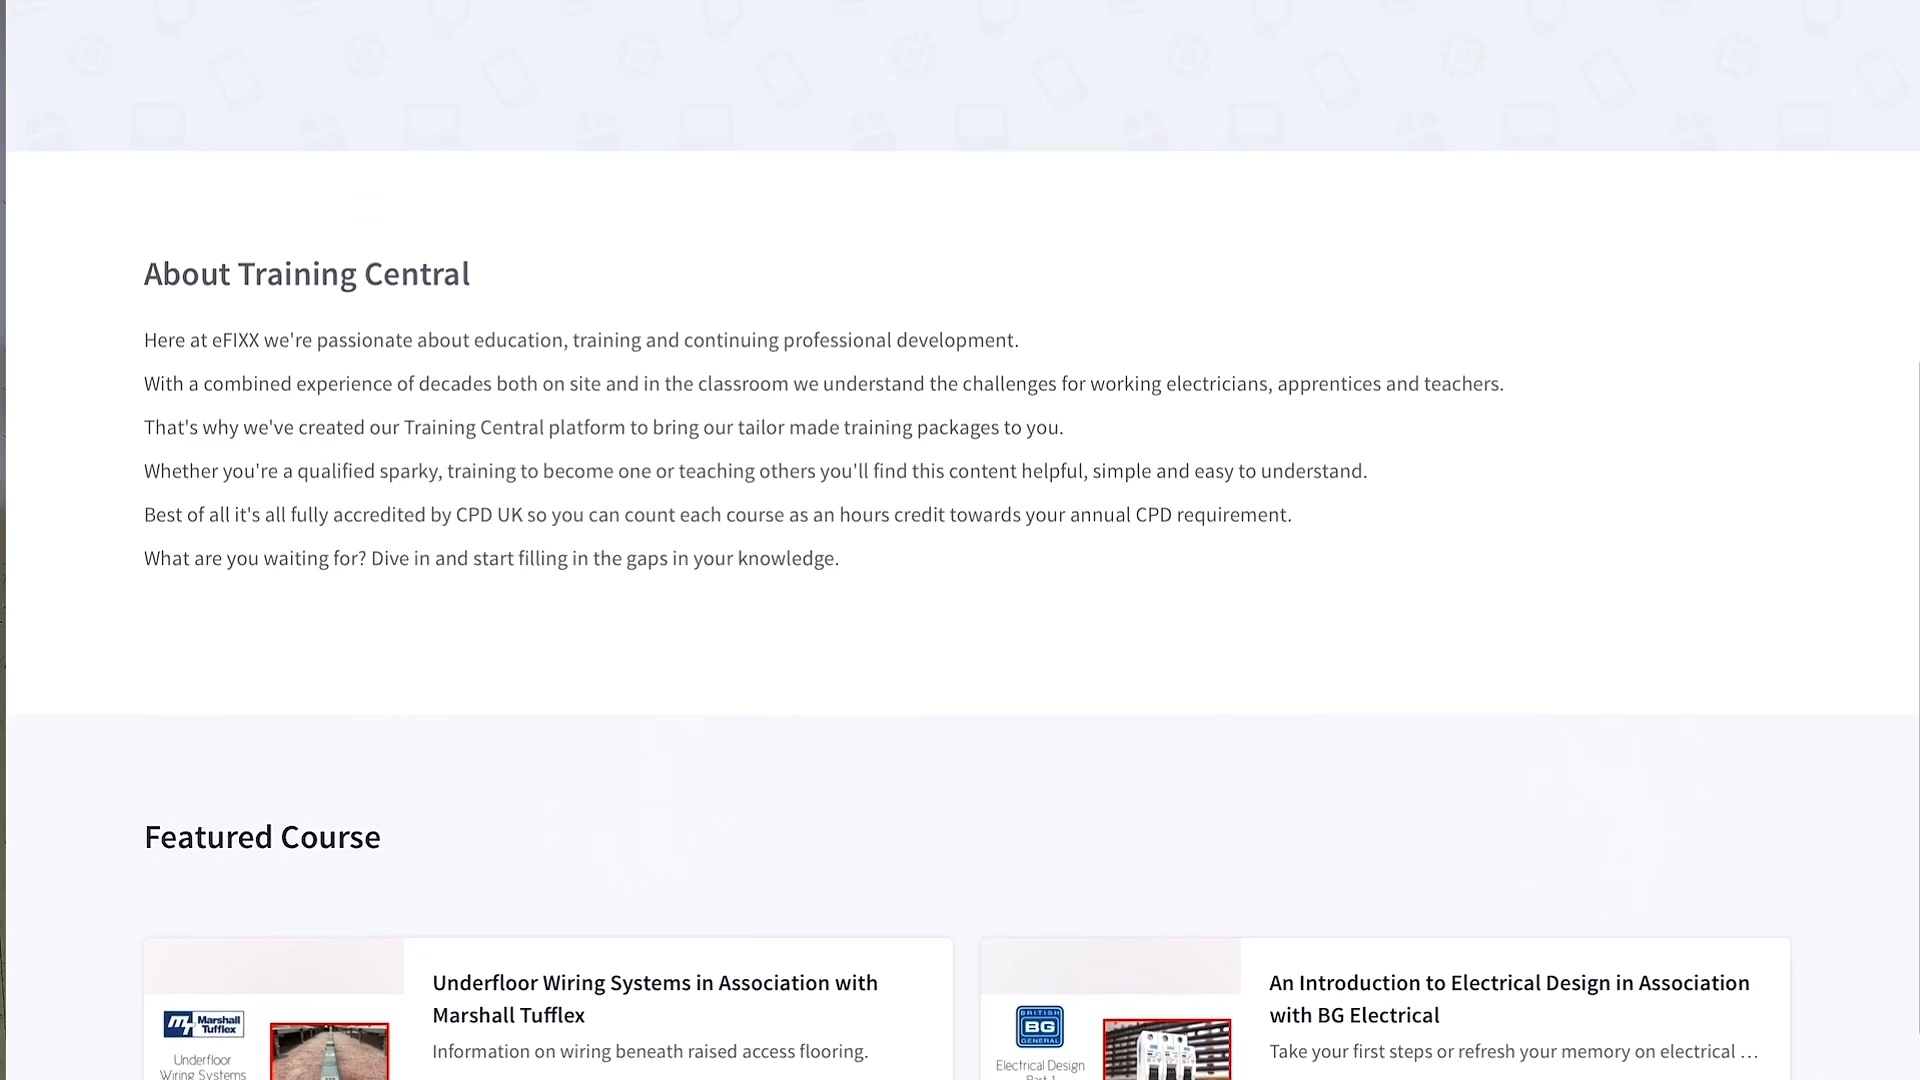 About Training Central
Here at eFIXX we're passionate about education, training and continuing professional development.
With a combined experience of decades both on site and in the classroom we understand the challenges for working electricians, apprentices and teachers.
That's why we've created our Training Central platform to bring our tailor made training packages to you.
Whether you're a qualified sparky, training to become one or teaching others you'll find this content helpful, simple and easy to understand.
Best of all it's all fully accredited by CPD UK so you can count each course as an hours credit towards your annual CPD requirement.
What are you waiting for? Dive in and start filling in the gaps in your knowledge.
Featured Course
Marshall
Tufflex
Underfloor
Wiring Systems
Underfloor Wiring Systems in Association with
Marshall Tufflex
Information on wiring beneath raised access flooring.
BRITISH
BG
GENERAL
Electrical Design
Part 1
An Introduction to Electrical Design in Association
with BG Electrical
Take your first steps or refresh your memory on electrical ...